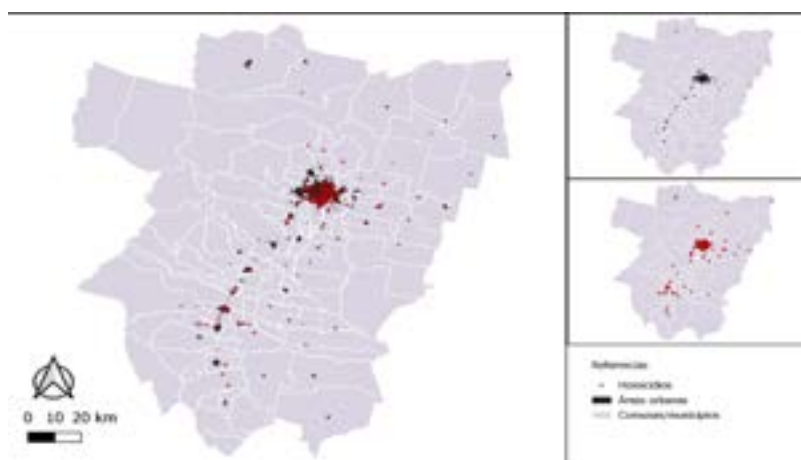 0 10 20 km
Referencias
Homicidios
Áreas urbanas
Comunas/municipios